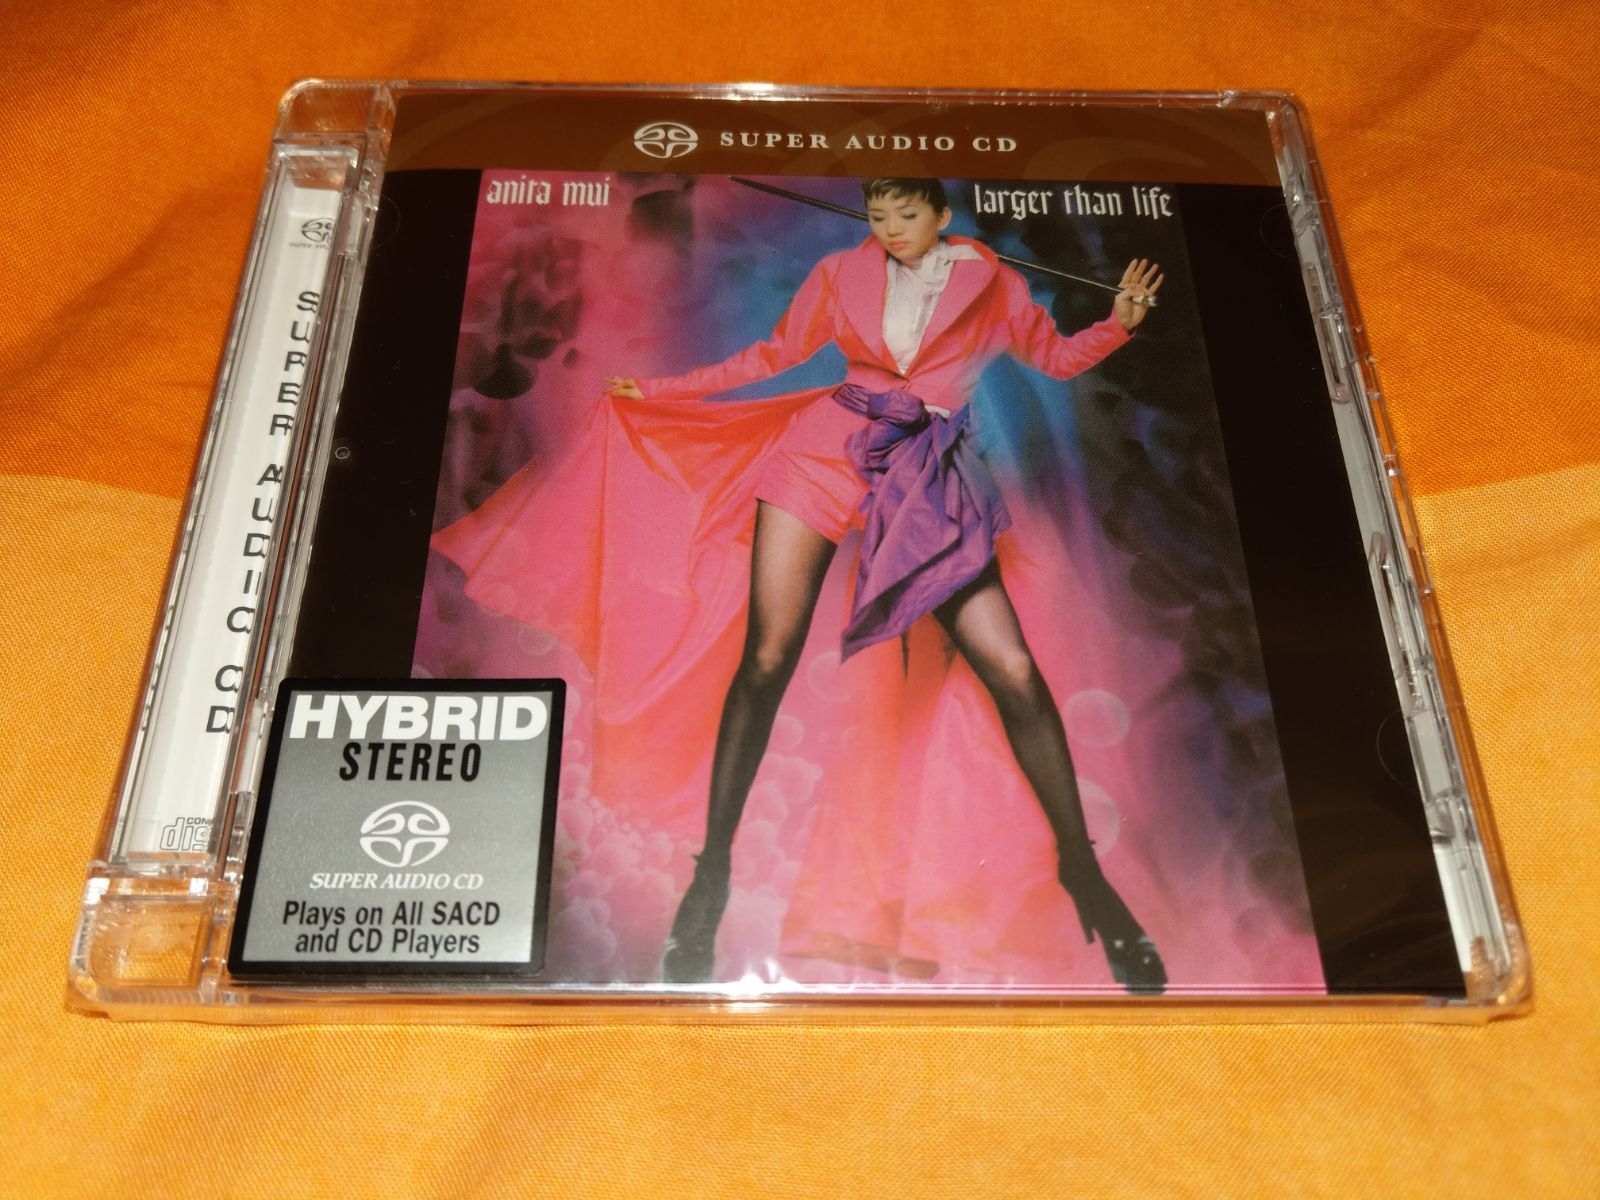 SUPER AUDIO CD
anita mui
larger than life
SUPER AUDIO CD
HYBRID
STEREO
SUPER AUDIO CD
Plays on All SACD
and CD Players